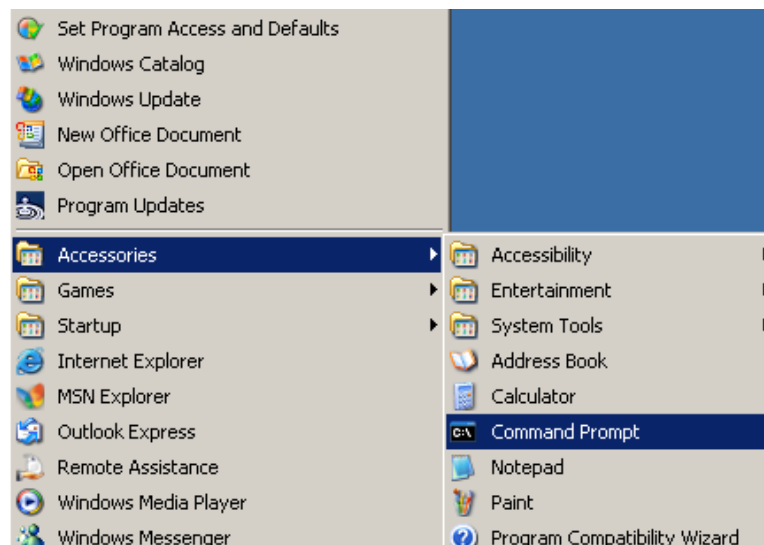 Set Program Access and Defaults
Windows Catalog
Windows Update
New Office Document
Open Office Document
Program Updates
Accessories
Games
Startup
Internet Explorer
MSN Explorer
Outlook Express
Remote Assistance
Windows Media Player
Windows Messenger
Accessibility
Entertainment
System Tools
Address Book
Calculator
C:\
Command Prompt
Notepad
Paint
Program Compatibility Wizard